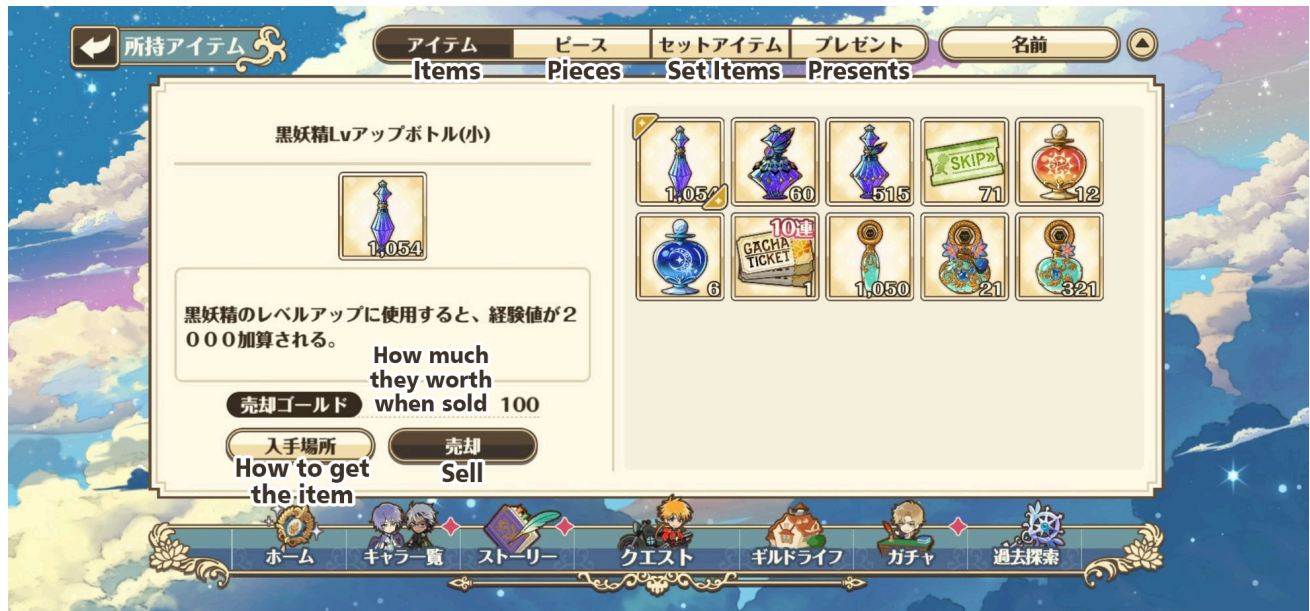 所持アイテム
アイテム
ピース
セットアイテム
プレゼント
名前
Items
Pieces
Set Items
Presents
黒妖精Lvアップボトル(小)
1,054
黒妖精のレベルアップに使用すると、経験値が2
000加算される。
How much
they worth
when sold
売却ゴールド
100
入手場所
売却
How to get
the item
Sell
1,054
60
515
SKIP»
71
12
6
10連
GACHA
TICKET
1
1,050
21
321
ホーム
キャラ一覧
ストーリー
クエスト
ギルドライフ
ガチャ
過去探索